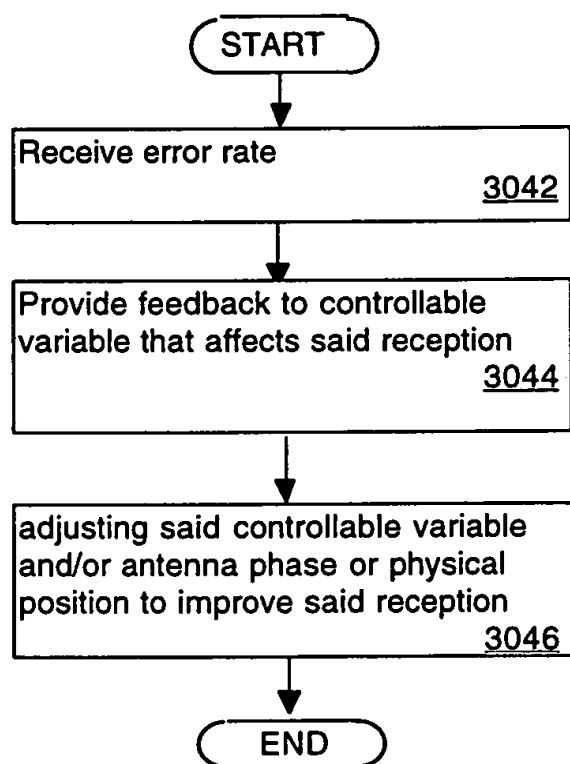 START
Receive error rate
3042
Provide feedback to controllable
variable that affects said reception
3044
adjusting said controllable variable
and/or antenna phase or physical
position to improve said reception
3046
END